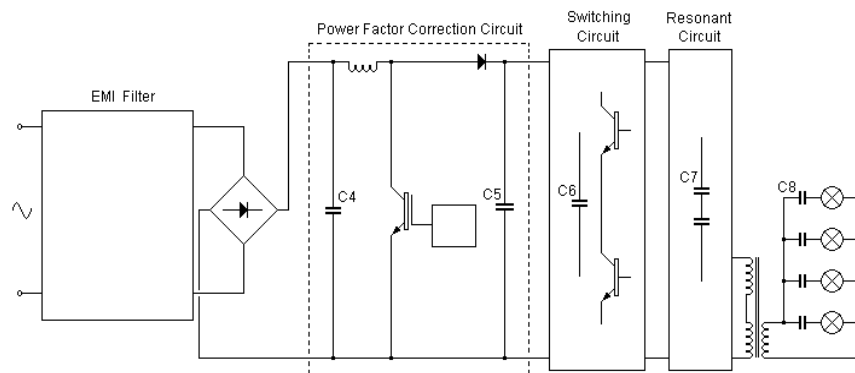 Switching
Circuit
Resonant
Circuit
Power Factor Correction Circuit
EMI Filter
C4
C5
C6
C7
C8